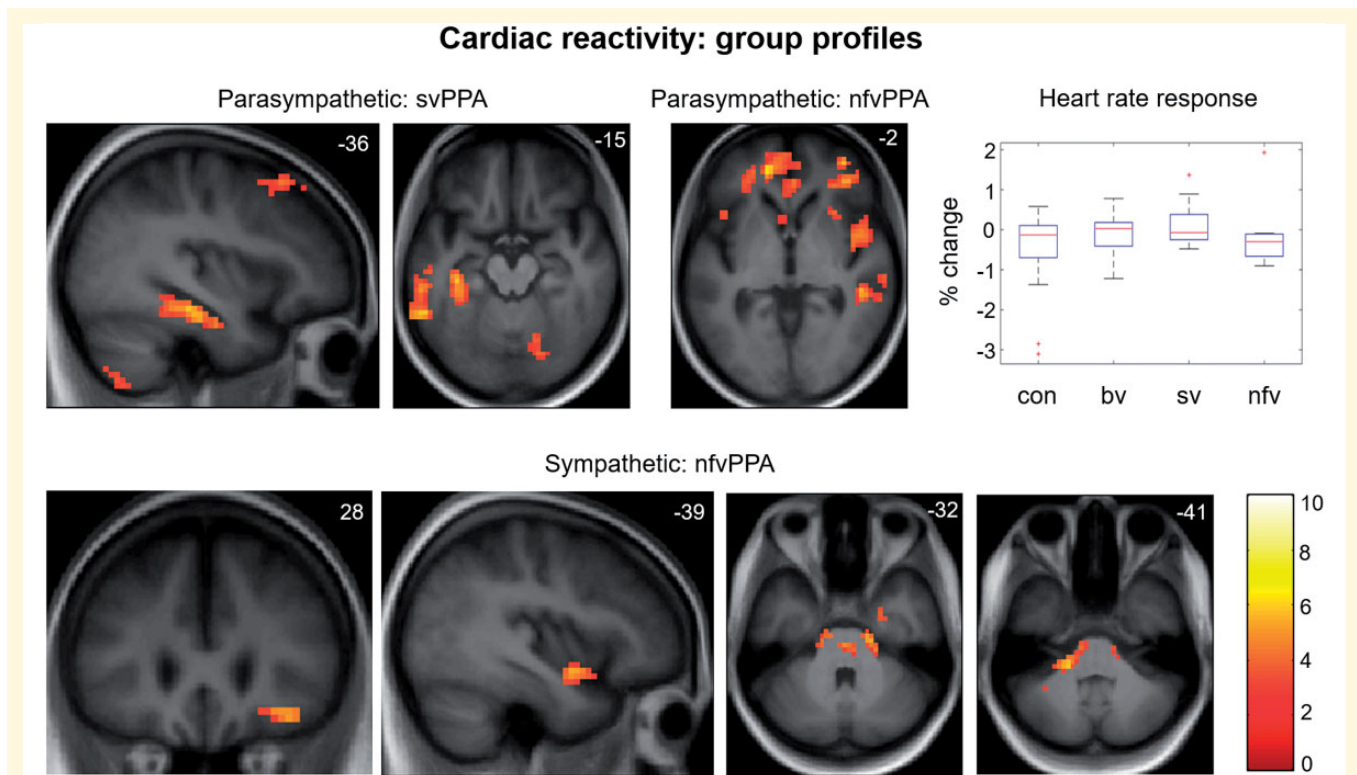 Cardiac reactivity: group profiles
Parasympathetic: svPPA
Parasympathetic: nfvPPA
Heart rate response
-36
-15
-2
% change
2
1
0
-1
-2
-3
con bv sv nfv
Sympathetic: nfvPPA
28
-39
-32
-41
10
8
6
4
2
0